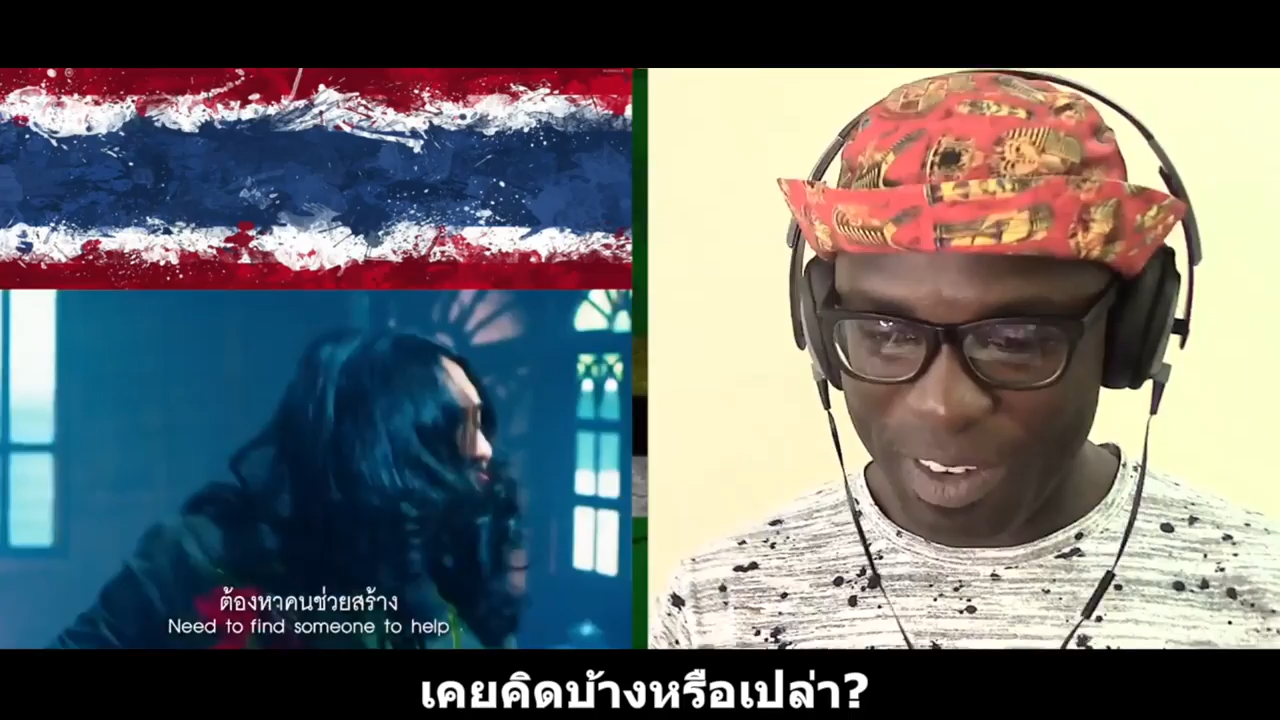 ต้องหาคนช่วยสร้าง
Need to find someone to help
เคยคิดบ้างหรือเปล่า?